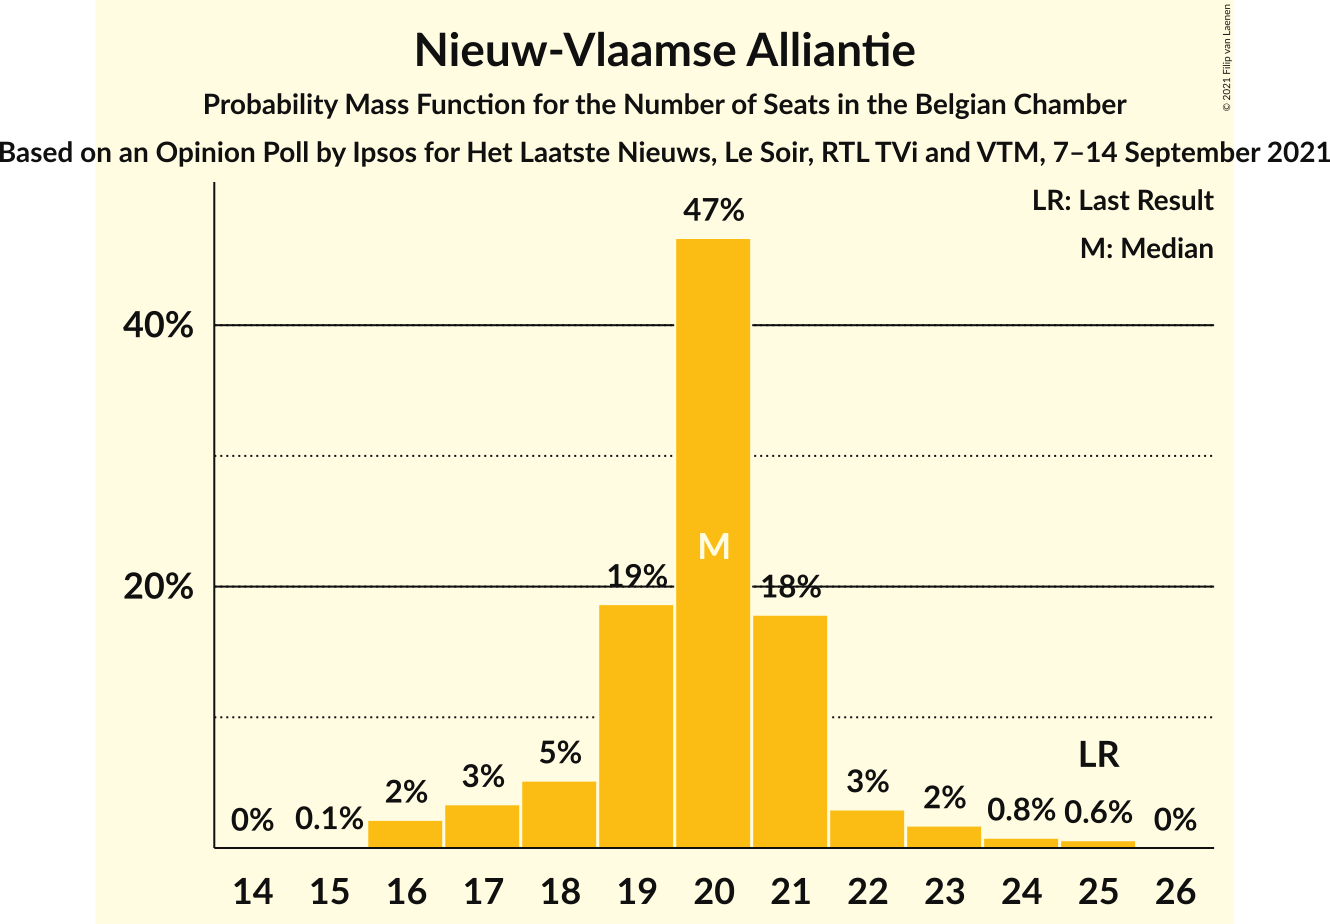 Nieuw-Vlaamse Alliantie
Probability Mass Function for the Number of Seats in the Belgian Chamber
Based on an Opinion Poll by Ipsos for Het Laatste Nieuws, Le Soir, RTL TVi and VTM, 7–14 September 2021
© 2021 Filip van Laenen
LR: Last Result
M: Median
47%
40%
M
19%
18%
20%
LR
0%
0.1%
2%
3%
5%
3%
2%
0.8%
0.6%
0%
14 15 16 17 18 19 20 21 22 23 24 25 26